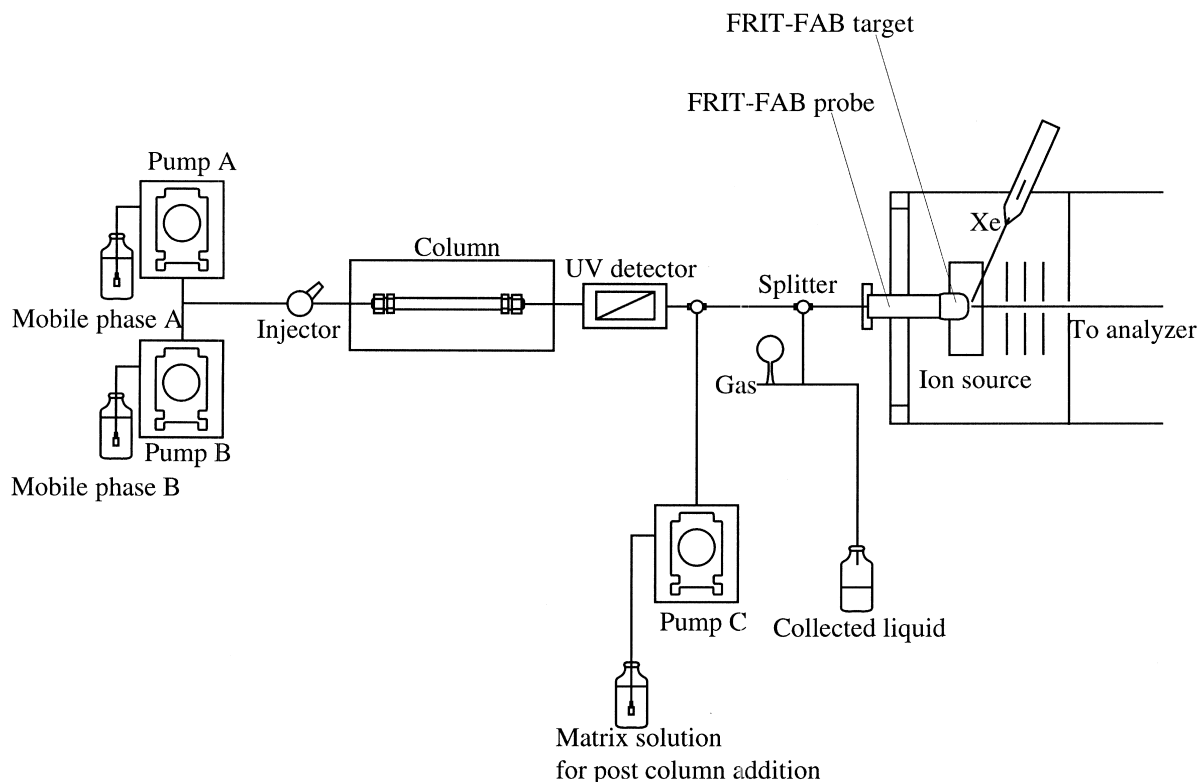 FRIT-FAB target
FRIT-FAB probe
Pump A
Xe
Column
UV detector
Splitter
Mobile phase A
Injector
To analyzer
Gas
Ion source
Pump B
Mobile phase B
Pump C
Collected liquid
Matrix solution
for post column addition